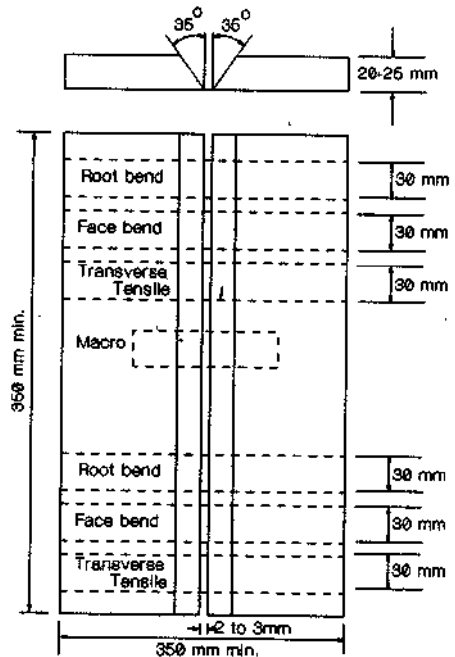 35° 35°
20-25 mm
Root bend
30 mm
Face bend
30 mm
Transverse
Tensile
30 mm
Macro
350 mm min.
Root bend
30 mm
Face bend
30 mm
Transverse
Tensile
30 mm
2 to 3mm
350 mm min.